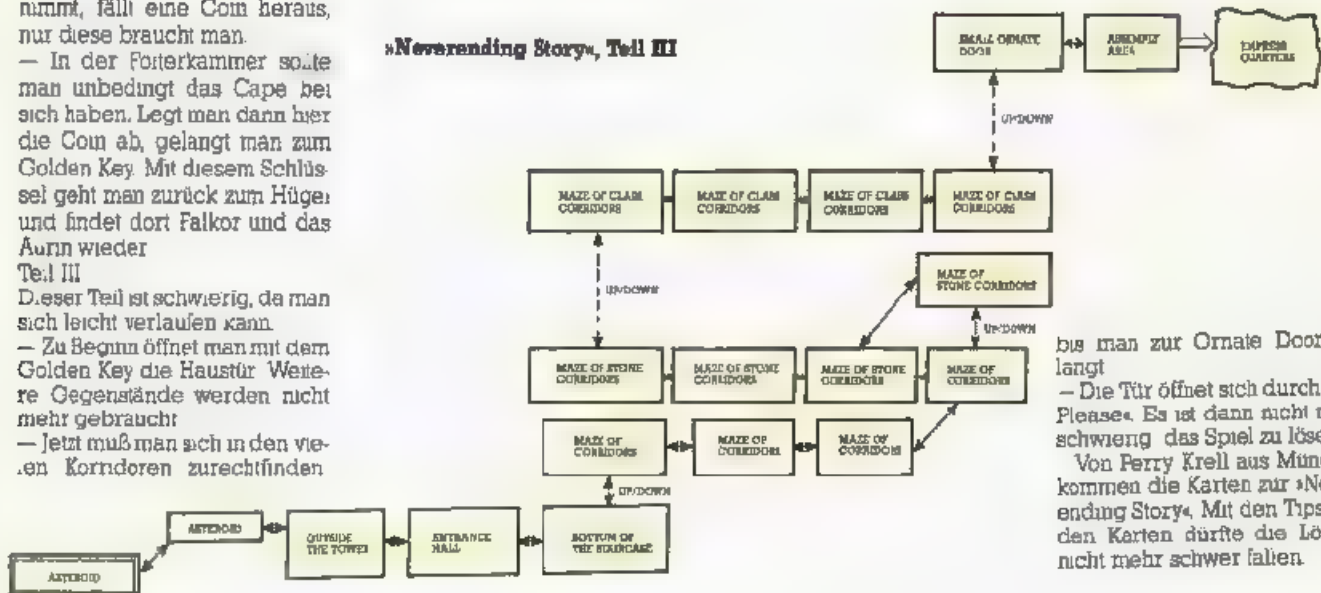 nimmt, fällt eine Coin heraus,
nur diese braucht man.
— In der Folterkammer sollte
man unbedingt das Cape bei
sich haben. Legt man dann hier
die Coin ab, gelangt man zum
Golden Key. Mit diesem Schlüs-
sel geht man zurück zum Hügel
und findet dort Falkor und das
Aurin wieder
Teil III
Dieser Teil ist schwierig, da man
sich leicht verlaufen kann.
— Zu Beginn öffnet man mit dem
Golden Key die Haustür. Weite-
re Gegenstände werden nicht
mehr gebraucht
— Jetzt muß man sich in den vie-
len Korridoren zurechtfinden
»Neverending Story«, Teil III
SMALL ORNATE
DOOR
ASSEMBLY
AREA
EMPRESS
QUARTERS
UP/DOWN
MAZE OF GLASS
CORRIDORS
MAZE OF GLASS
CORRIDORS
MAZE OF GLASS
CORRIDORS
MAZE OF GLASS
CORRIDORS
UP/DOWN
MAZE OF
STONE CORRIDORS
UP/DOWN
MAZE OF STONE
CORRIDORS
MAZE OF STONE
CORRIDORS
MAZE OF STONE
CORRIDORS
MAZE OF
CORRIDORS
MAZE OF
CORRIDORS
MAZE OF
CORRIDORS
MAZE OF
CORRIDORS
UP/DOWN
ASTEROID
ASTEROID
OUTSIDE
THE TOWER
ENTRANCE
HALL
BOTTOM OF
THE STAIRCASE
bis man zur Ornate Door
langt
— Die Tür öffnet sich durch
Please«. Es ist dann nicht
schwierig das Spiel zu löse
Von Perry Krell aus Mün
kommen die Karten zur »Ne
ending Story«. Mit den Tips
den Karten dürfte die Lö
nicht mehr schwer fallen.